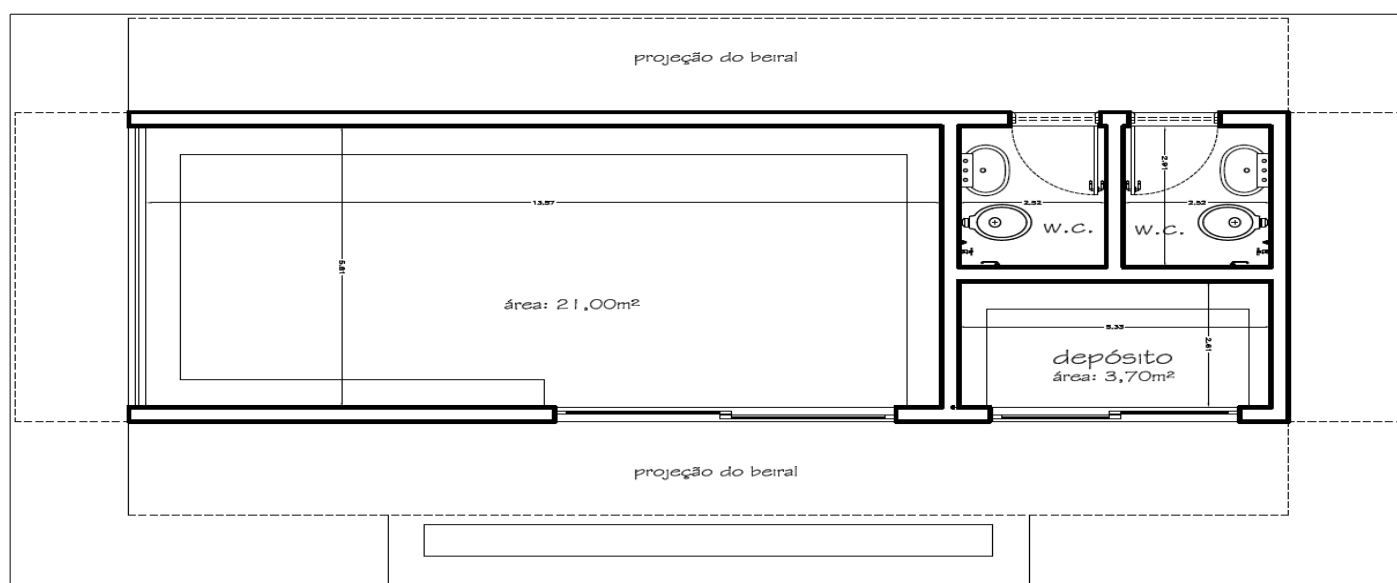 projeção do beiral
2.91
13.57
2.52
2.52
w.c.
w.c.
5.81
área: 21,00m²
5.33
2.61
depósito
área: 3,70m²
projeção do beiral